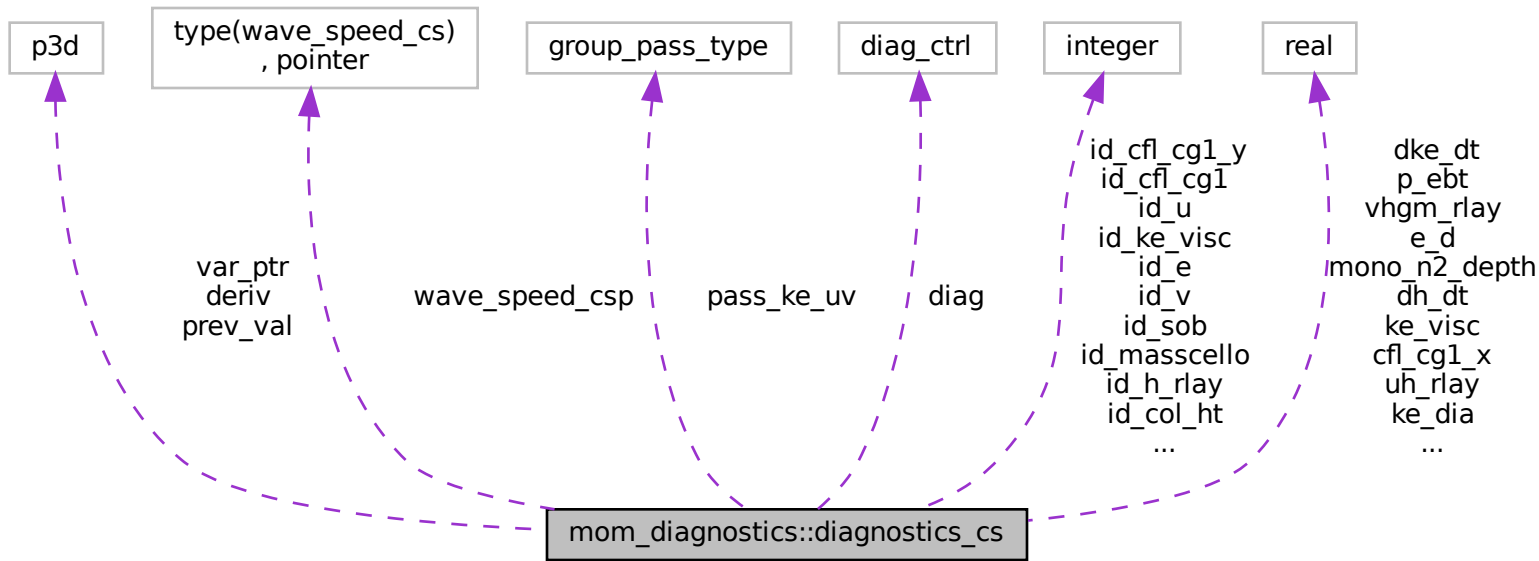 p3d
type(wave_speed_cs)
, pointer
group_pass_type
diag_ctrl
integer
real
var_ptr
deriv
prev_val
wave_speed_csp
pass_ke_uv
diag
id_cfl_cg1_y
id_cfl_cg1
id_u
id_ke_visc
id_e
id_v
id_sob
id_masscello
id_h_rlay
id_col_ht
...
dke_dt
p_ebt
vhgm_rlay
e_d
mono_n2_depth
dh_dt
ke_visc
cfl_cg1_x
uh_rlay
ke_dia
...
mom_diagnostics::diagnostics_cs